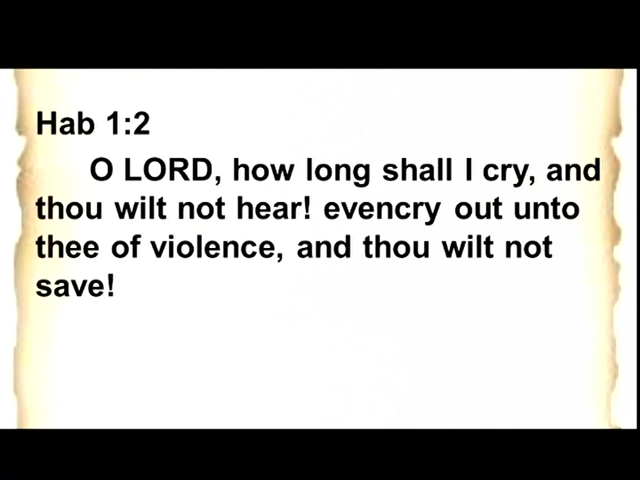 Hab 1:2
O LORD, how long shall I cry, and
thou wilt not hear! evencry out unto
thee of violence, and thou wilt not
save!